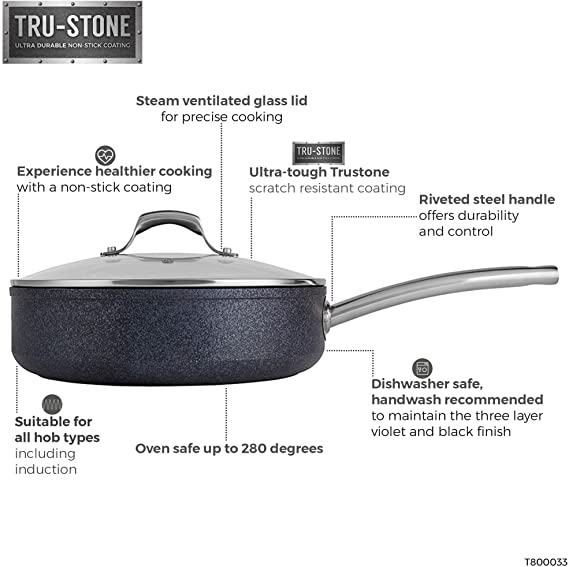 TRU-STONE
ULTRA DURABLE NON-STICK COATING
Steam ventilated glass lid
for precise cooking
Experience healthier cooking
with a non-stick coating
TRU-STONE
Ultra-tough Trustone
scratch resistant coating
Riveted steel handle
offers durability
and control
Suitable for
all hob types
including
induction
Oven safe up to 280 degrees
Dishwasher safe,
handwash recommended
to maintain the three layer
violet and black finish
T800033